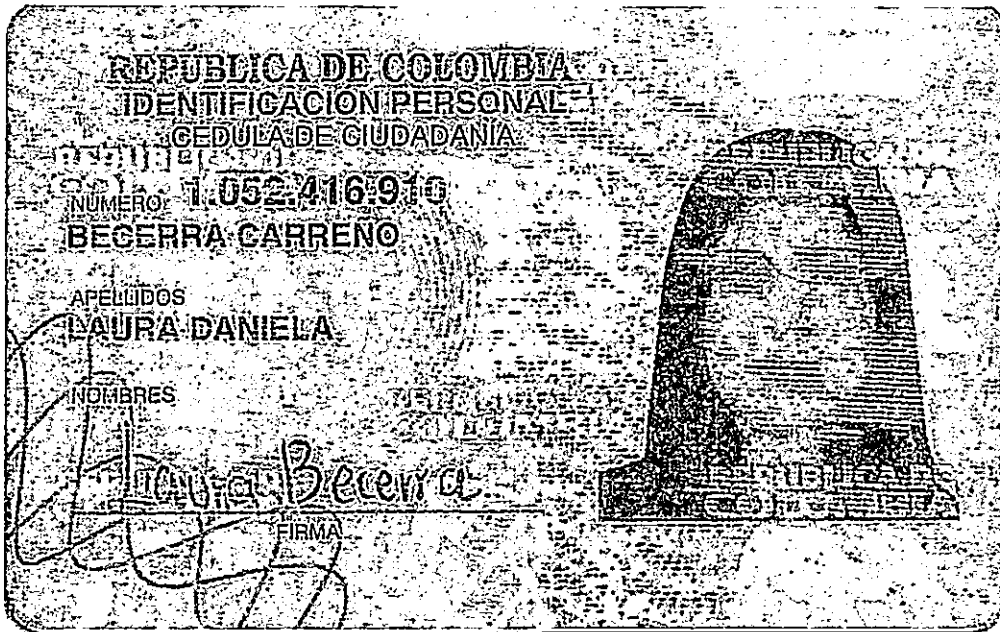 REPUBLICA DE COLOMBIA
IDENTIFICACION PERSONAL
CEDULA DE CIUDADANIA
NUMERO 1.052.416.910
BECERRA CARREÑO
APELLIDOS
LAURA DANIELA
NOMBRES
Laura Becerra
FIRMA